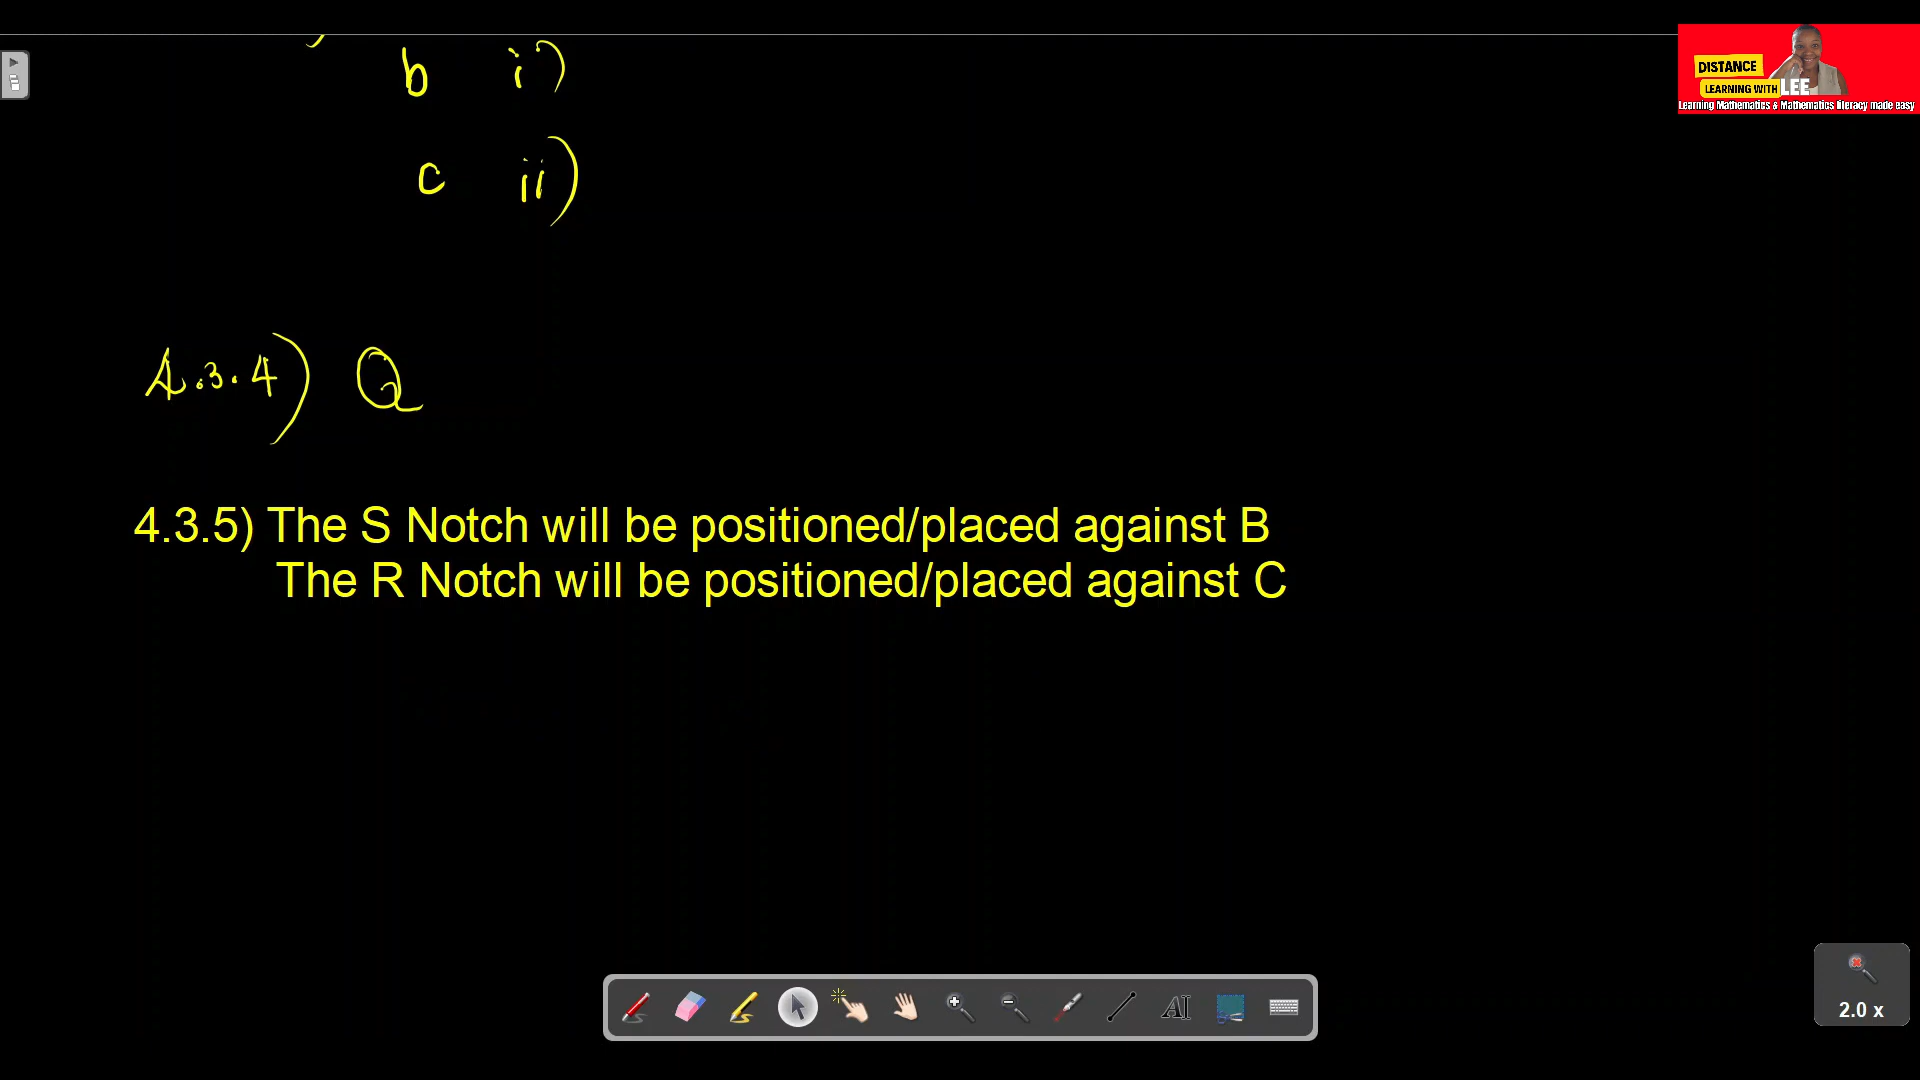 b i)
c ii)
4.3.4) Q
4.3.5) The S Notch will be positioned/placed against B
The R Notch will be positioned/placed against C
DISTANCE
LEARNING WITH LEE
Learning Mathematics & Mathematics literacy made easy
AI
2.0 x